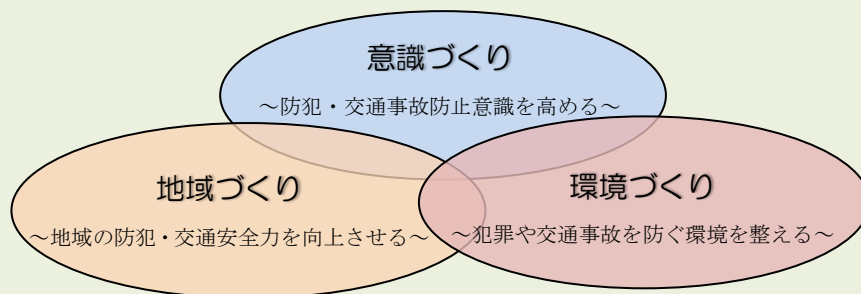 意識づくり
～防犯・交通事故防止意識を高める～
地域づくり
～地域の防犯・交通安全力を向上させる～
環境づくり
～犯罪や交通事故を防ぐ環境を整える～